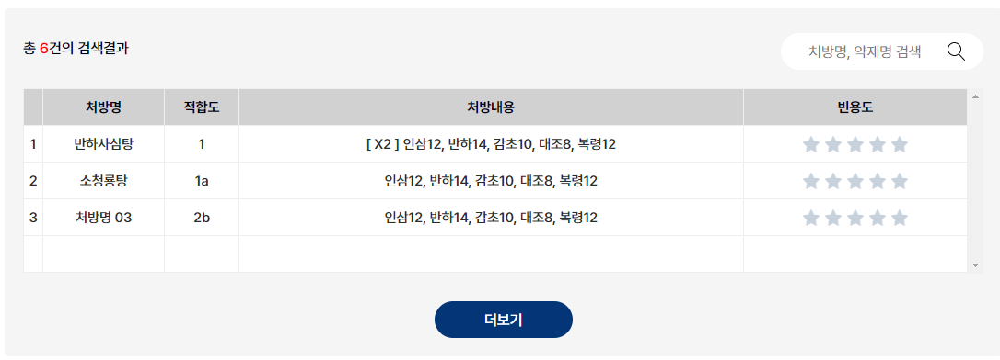 총 6건의 검색결과
처방명, 약재명 검색
처방명 적합도 처방내용 빈용도
1 반하사심탕 1 [ X2 ] 인삼12, 반하14, 감초10, 대조8, 복령12
2 소청룡탕 1a 인삼12, 반하14, 감초10, 대조8, 복령12
3 처방명 03 2b 인삼12, 반하14, 감초10, 대조8, 복령12
더보기